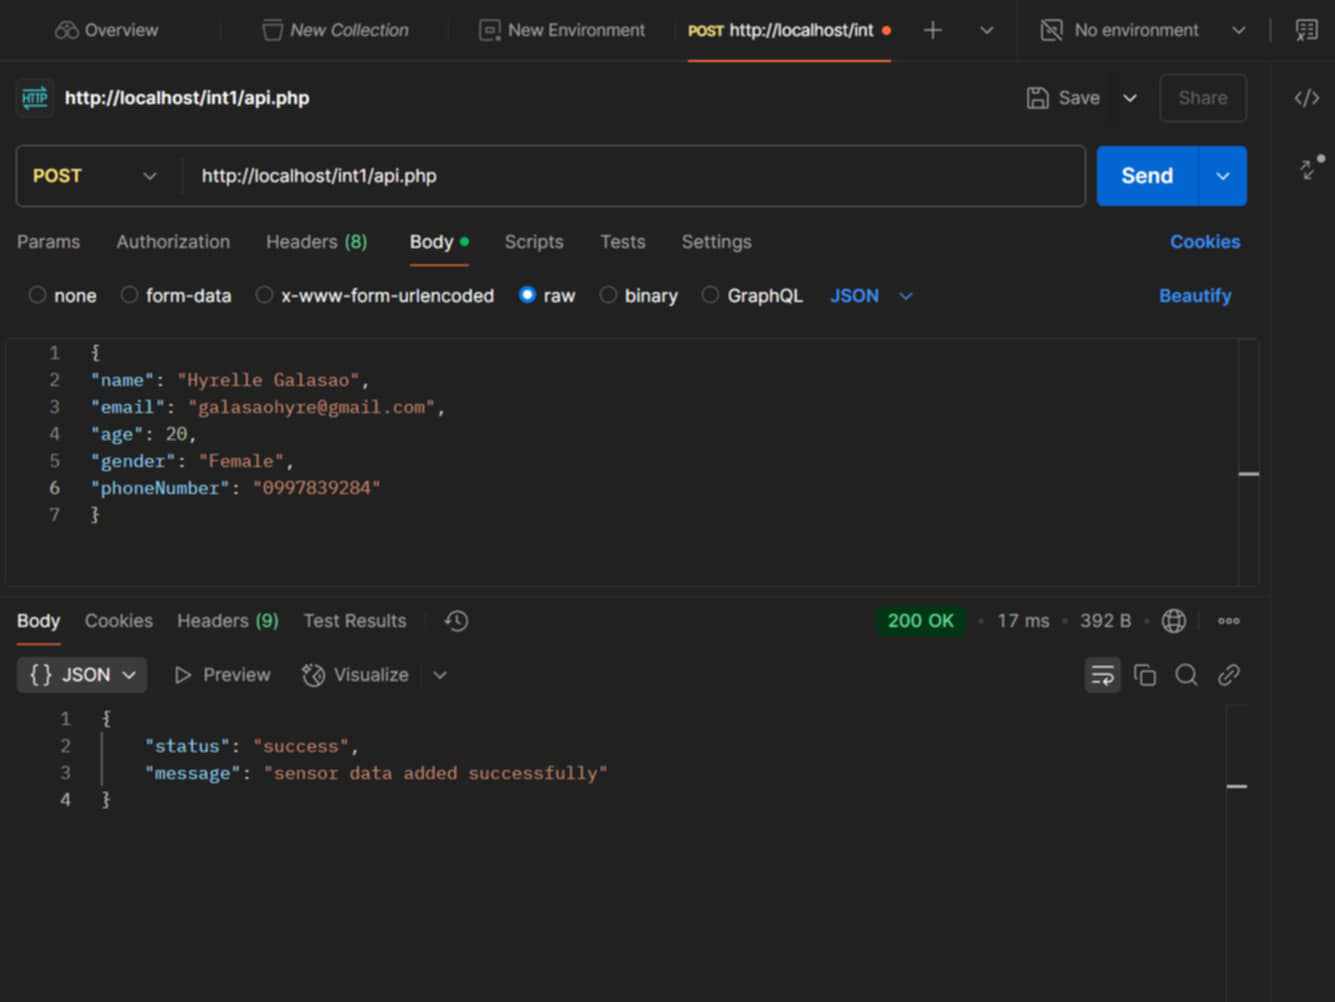 Overview New Collection New Environment POST http://localhost/int No environment
HTTP http://localhost/int1/api.php Save Share
POST http://localhost/int1/api.php Send
Params Authorization Headers (8) Body Scripts Tests Settings Cookies
none form-data x-www-form-urlencoded raw binary GraphQL JSON Beautify
1 {
2 "name": "Hyrelle Galasao",
3 "email": "galasaohyre@gmail.com",
4 "age": 20,
5 "gender": "Female",
6 "phoneNumber": "0997839284"
7 }
Body Cookies Headers (9) Test Results 200 OK 17 ms 392 B
{} JSON Preview Visualize
1 {
2 "status": "success",
3 "message": "sensor data added successfully"
4 }